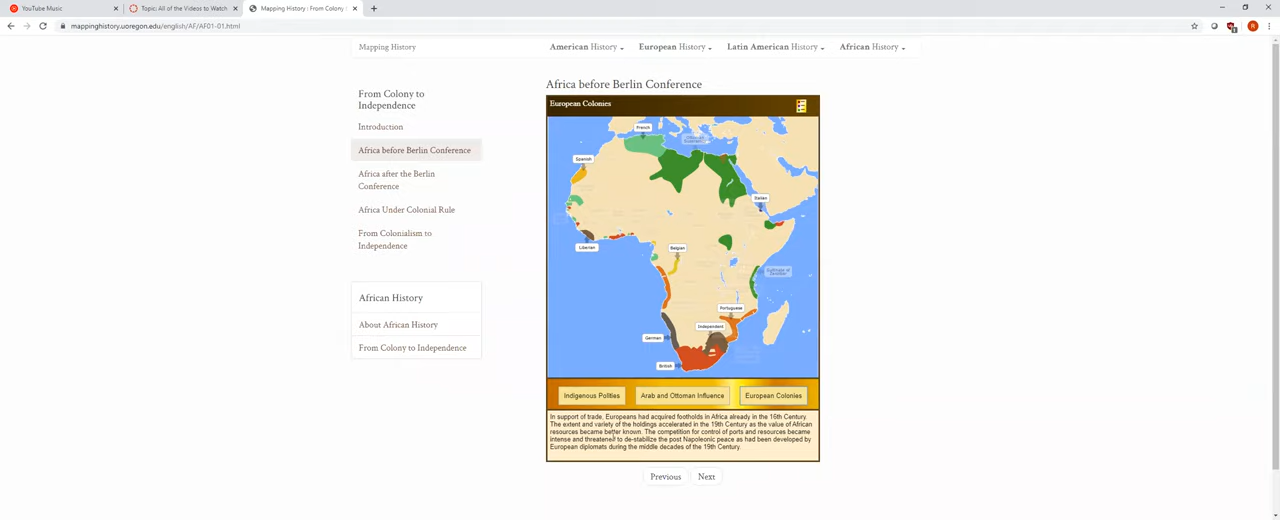 YouTube Music
Topic: All of the Videos to Watch
Mapping History : From Colony
mappinghistory.uoregon.edu/english/AF/AF01-01.html
R
Mapping History
American History
European History
Latin American History
African History
From Colony to
Independence
Introduction
Africa before Berlin Conference
Africa after the Berlin
Conference
Africa Under Colonial Rule
From Colonialism to
Independence
African History
About African History
From Colony to Independence
Africa before Berlin Conference
European Colonies
French
Spanish
Italian
Liberian
Belgian
Portuguese
Independent
German
British
Indigenous Polities
Arab and Ottoman Influence
European Colonies
In support of trade, Europeans had acquired footholds in Africa already in the 16th Century.
The extent and variety of the holdings accelerated in the 19th Century as the value of African
resources became better known. The competition for control of ports and resources became
intense and threatened to de-stabilize the post Napoleonic peace as had been developed by
European diplomats during the middle decades of the 19th Century.
Previous
Next